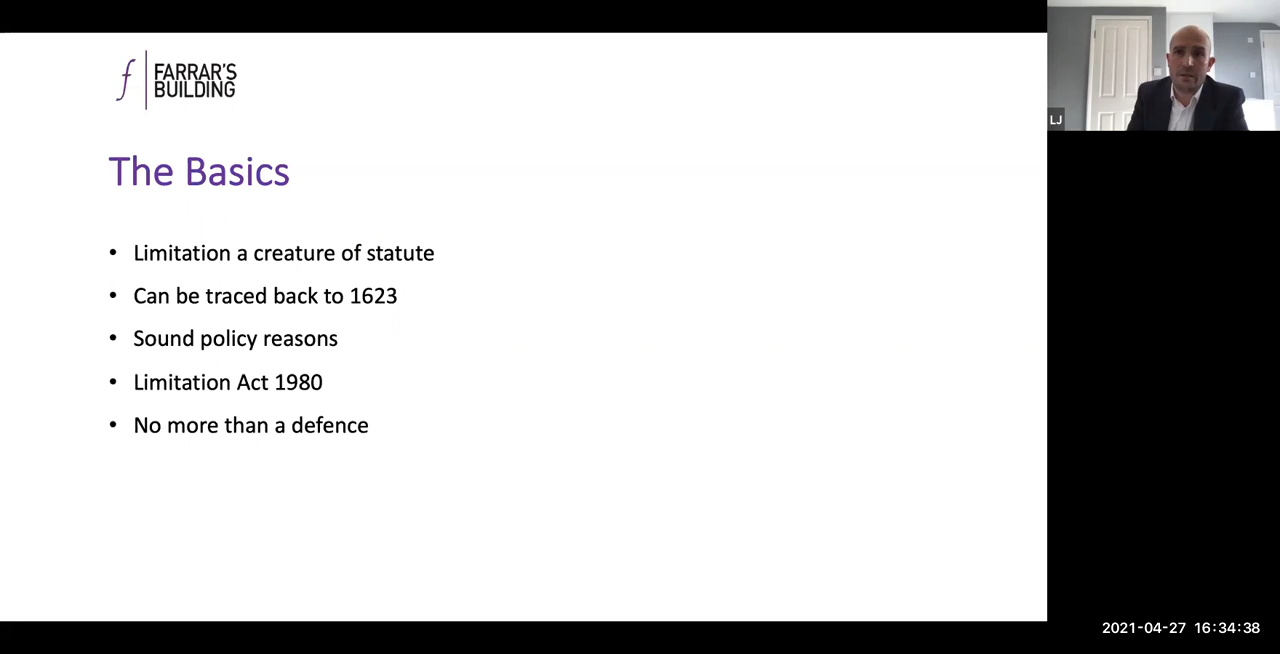 FARRAR'S
BUILDING
The Basics
• Limitation a creature of statute
• Can be traced back to 1623
• Sound policy reasons
• Limitation Act 1980
• No more than a defence
LJ
2021-04-27 16:34:38